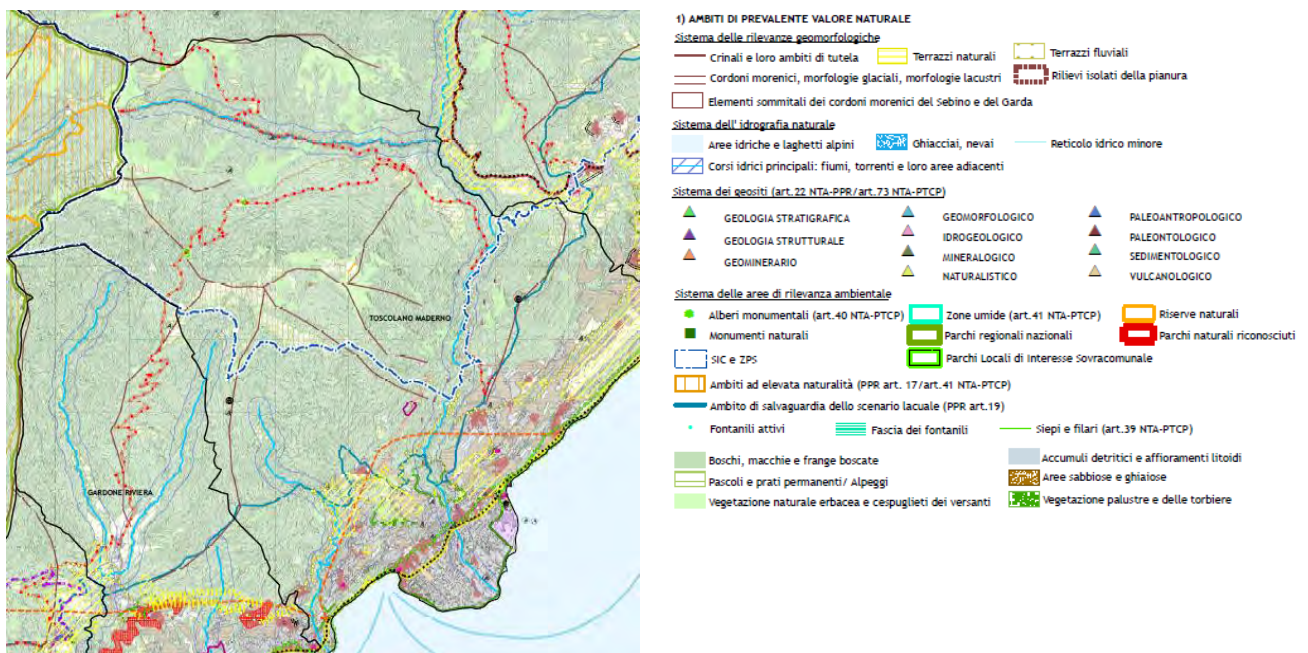 TOSCOLANO MADERNO
GARDONE RIVIERA
1) AMBITI DI PREVALENTE VALORE NATURALE
Sistema delle rilevanze geomorfologiche
Crinali e loro ambiti di tutela
Terrazzi naturali
Terrazzi fluviali
Cordoni morenici, morfologie glaciali, morfologie lacustri
Rilievi isolati della pianura
Elementi sommitali dei cordoni morenici del Sebino e del Garda
Sistema dell' idrografia naturale
Aree idriche e laghetti alpini
Ghiacciai, nevai
Reticolo idrico minore
Corsi idrici principali: fiumi, torrenti e loro aree adiacenti
Sistema dei geositi (art.22 NTA-PPR/art.73 NTA-PTCP)
GEOLOGIA STRATIGRAFICA
GEOMORFOLOGICO
PALEOANTROPOLOGICO
GEOLOGIA STRUTTURALE
IDROGEOLOGICO
PALEONTOLOGICO
GEOMINERARIO
MINERALOGICO
SEDIMENTOLOGICO
NATURALISTICO
VULCANOLOGICO
Sistema delle aree di rilevanza ambientale
Alberi monumentali (art.40 NTA-PTCP)
Zone umide (art.41 NTA-PTCP)
Riserve naturali
Monumenti naturali
Parchi regionali nazionali
Parchi naturali riconosciuti
SIC e ZPS
Parchi Locali di Interesse Sovracomunale
Ambiti ad elevata naturalità (PPR art. 17/art.41 NTA-PTCP)
Ambito di salvaguardia dello scenario lacuale (PPR art.19)
Fontanili attivi
Fascia dei fontanili
Siepi e filari (art.39 NTA-PTCP)
Boschi, macchie e frange boscate
Accumuli detritici e affioramenti litoidi
Pascoli e prati permanenti/ Alpeggi
Aree sabbiose e ghiaiose
Vegetazione naturale erbacea e cespuglieti dei versanti
Vegetazione palustre e delle torbiere